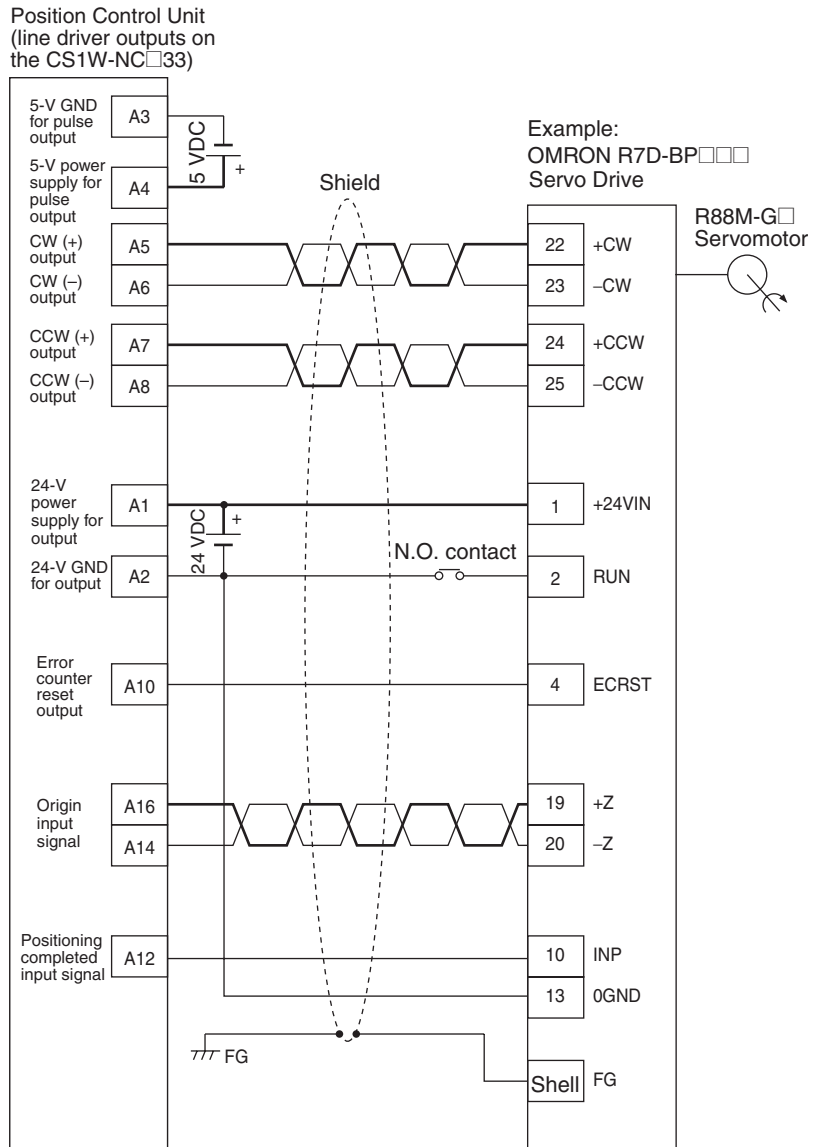 Position Control Unit
(line driver outputs on
the CS1W-NC□33)
5-V GND
for pulse
output
A3
5 VDC
+
5-V power
supply for
pulse
output
A4
Shield
Example:
OMRON R7D-BP□□□
Servo Drive
R88M-G□
Servomotor
CW (+)
output
A5
22
+CW
CW (–)
output
A6
23
–CW
CCW (+)
output
A7
24
+CCW
CCW (–)
output
A8
25
–CCW
24-V
power
supply for
output
A1
24 VDC
+
1
+24VIN
24-V GND
for output
A2
N.O. contact
2
RUN
Error
counter
reset
output
A10
4
ECRST
Origin
input
signal
A16
A14
19
+Z
20
–Z
Positioning
completed
input signal
A12
10
INP
13
0GND
FG
Shell
FG